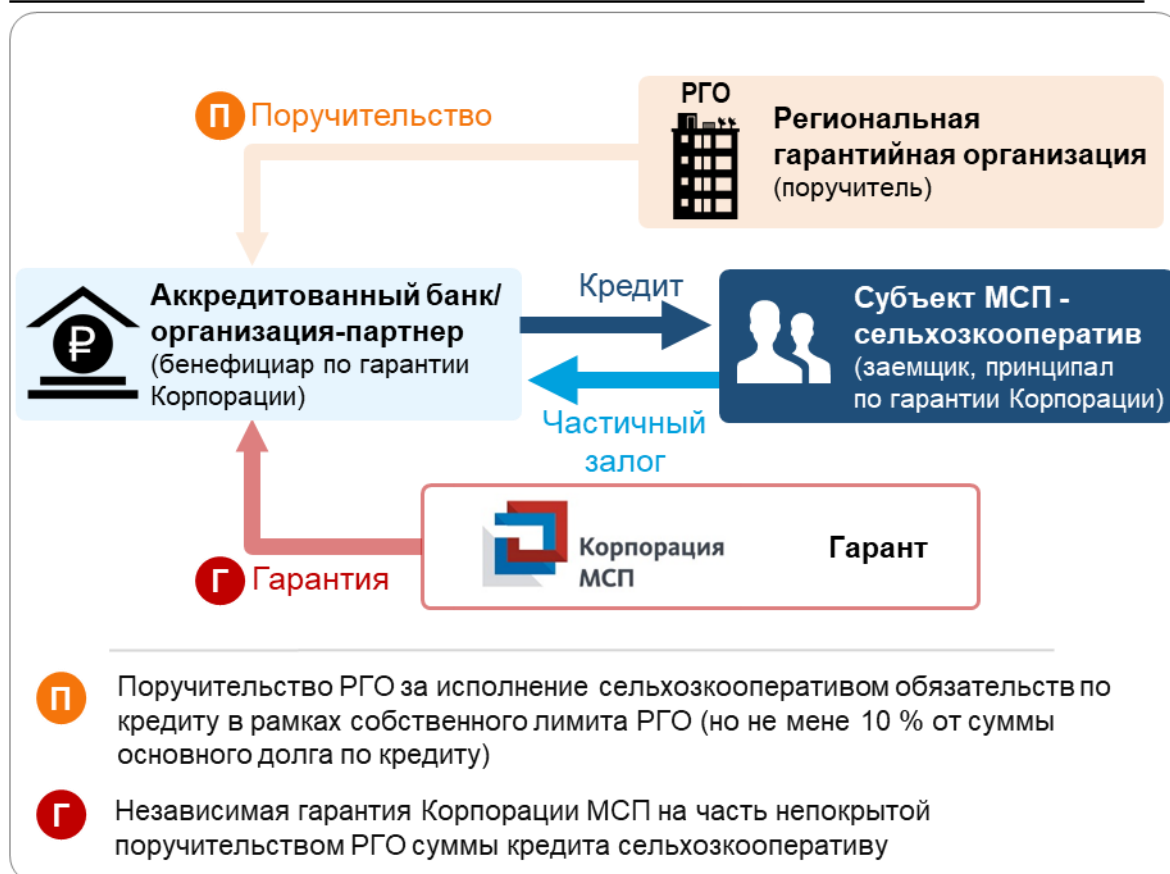 П Поручительство
РГО
Региональная
гарантийная организация
(поручитель)
₽
Аккредитованный банк/
организация-партнер
(бенефициар по гарантии
Корпорации)
Кредит
Частичный
залог
Субъект МСП -
сельхозкооператив
(заемщик, принципал
по гарантии Корпорации)
Корпорация
МСП
Гарант
Г Гарантия
П
Поручительство РГО за исполнение сельхозкооперативом обязательств по
кредиту в рамках собственного лимита РГО (но не мене 10 % от суммы
основного долга по кредиту)
Г
Независимая гарантия Корпорации МСП на часть непокрытой
поручительством РГО суммы кредита сельхозкооперативу